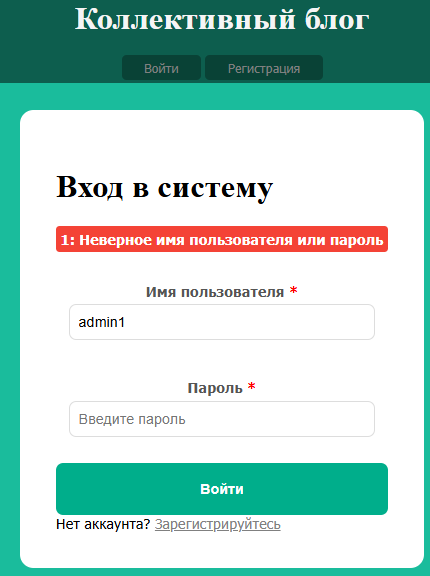 Коллективный блог
Войти Регистрация
Вход в систему
1: Неверное имя пользователя или пароль
Имя пользователя *
admin1
Пароль *
Введите пароль
Войти
Нет аккаунта? Зарегистрируйтесь